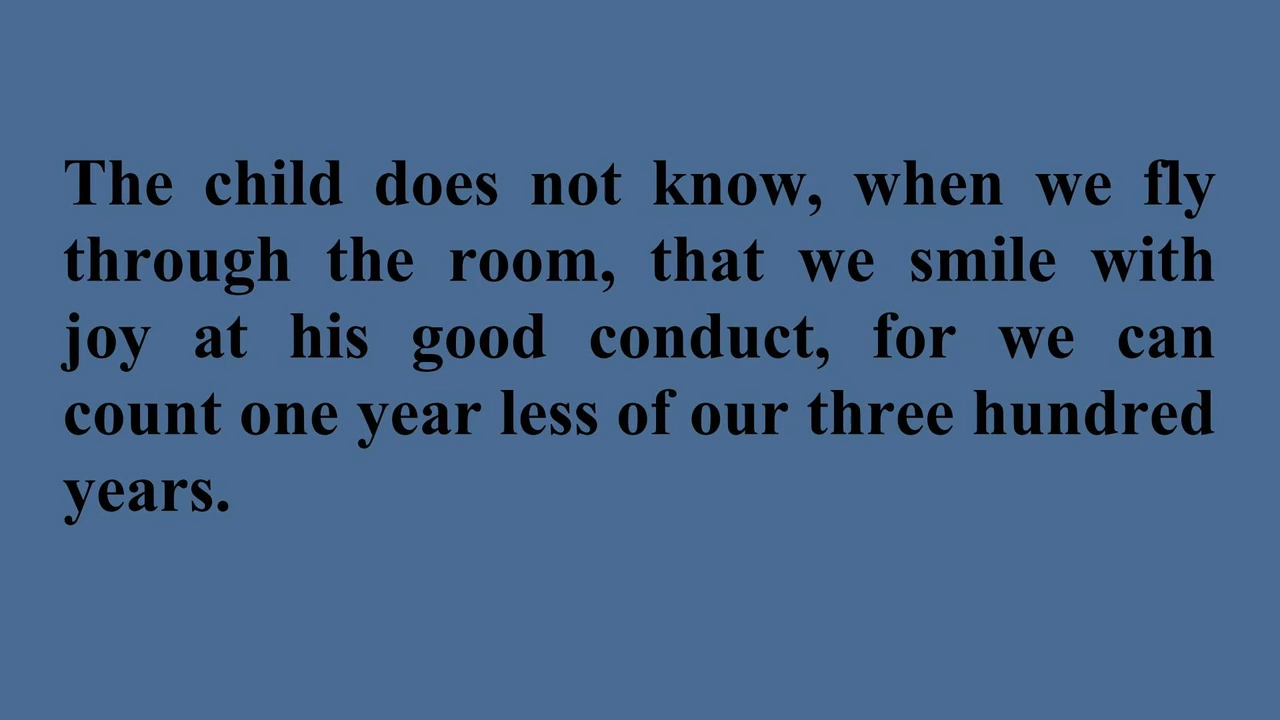 The child does not know, when we fly
through the room, that we smile with
joy at his good conduct, for we can
count one year less of our three hundred
years.